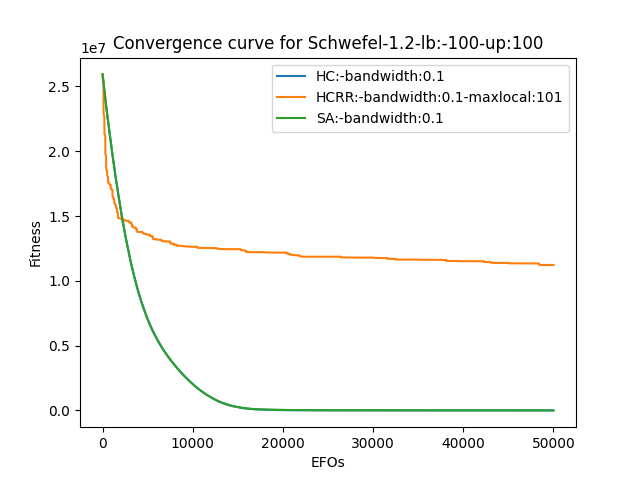 Convergence curve for Schwefel-1.2-lb:-100-up:100
1e7
HC:-bandwidth:0.1
HCRR:-bandwidth:0.1-maxlocal:101
SA:-bandwidth:0.1
2.5
2.0
1.5
1.0
0.5
0.0
Fitness
0 10000 20000 30000 40000 50000
EFOs